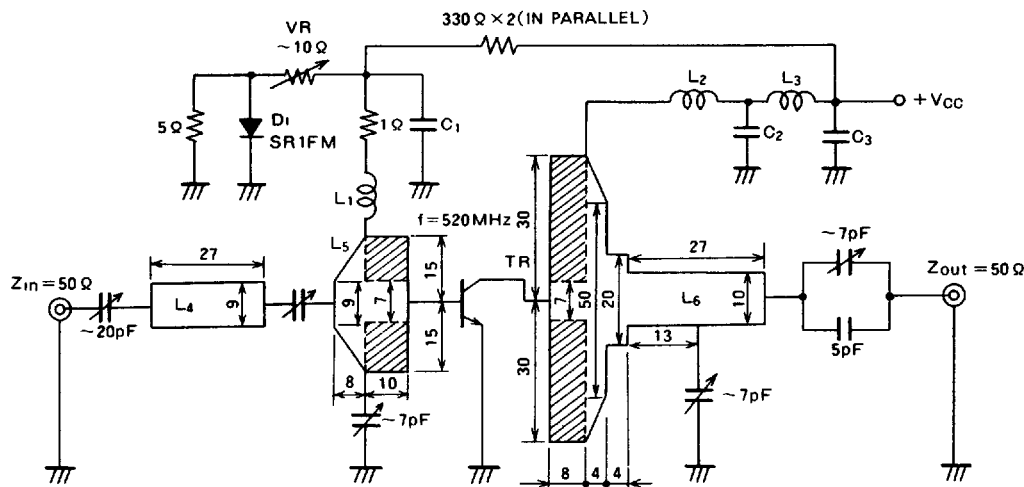 330Ω×2(IN PARALLEL)
VR
~10Ω
L2
L3
+VCC
5Ω
D1
SR1FM
1Ω
C1
C2
C3
L1
f=520MHz
L5
30
27
15
TR
27
~7pF
Zin=50Ω
Zout=50Ω
L4
9
9
7
7
50
20
L6
10
~20pF
15
13
5pF
30
8
10
~7pF
~7pF
8
4
4